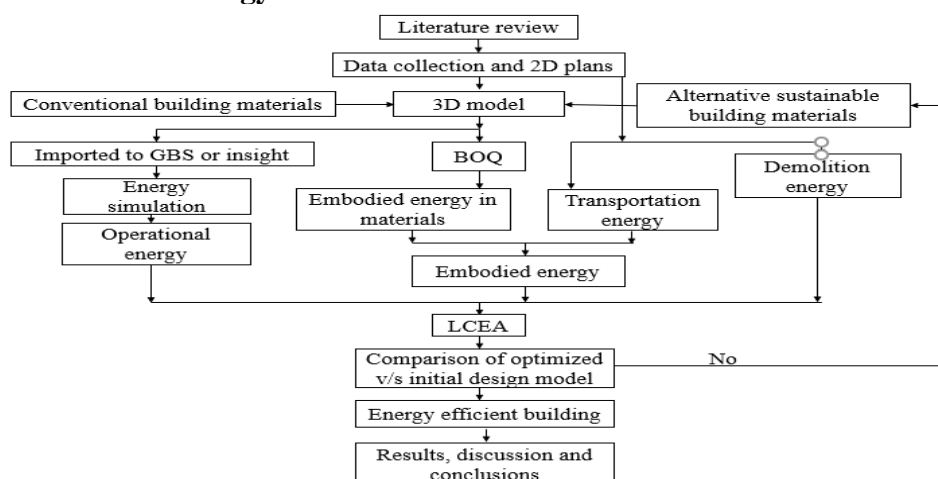 Literature review
Data collection and 2D plans
Conventional building materials
3D model
Alternative sustainable
building materials
Imported to GBS or insight
BOQ
Demolition
energy
Energy
simulation
Embodied energy in
materials
Transportation
energy
Operational
energy
Embodied energy
LCEA
Comparison of optimized
v/s initial design model
No
Energy efficient building
Results, discussion and
conclusions